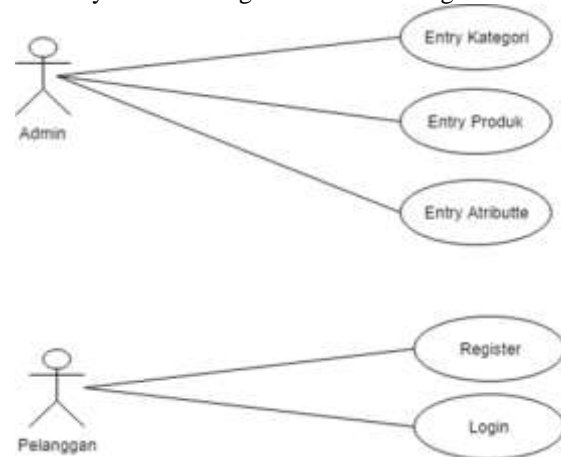 Entry Kategori
Admin
Entry Produk
Entry Atributte
Register
Pelanggan
Login